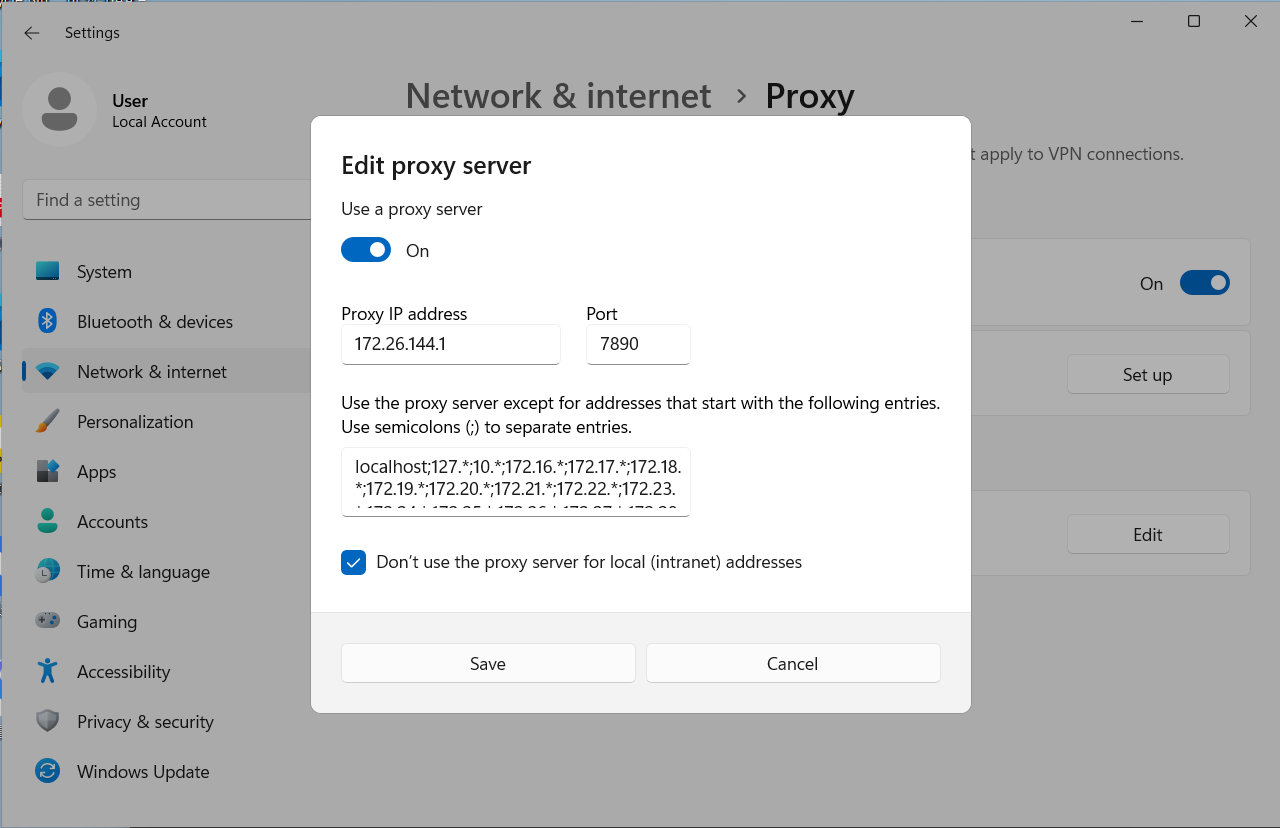 Settings
User
Local Account
Network & internet > Proxy
t apply to VPN connections.
Find a setting
System
Bluetooth & devices
Network & internet
Personalization
Apps
Accounts
Time & language
Gaming
Accessibility
Privacy & security
Windows Update
Edit proxy server
Use a proxy server
On
Proxy IP address
Port
172.26.144.1
7890
Use the proxy server except for addresses that start with the following entries.
Use semicolons (;) to separate entries.
localhost;127.*;10.*;172.16.*;172.17.*;172.18.
*;172.19.*;172.20.*;172.21.*;172.22.*;172.23.
Don't use the proxy server for local (intranet) addresses
Save
Cancel
On
Set up
Edit